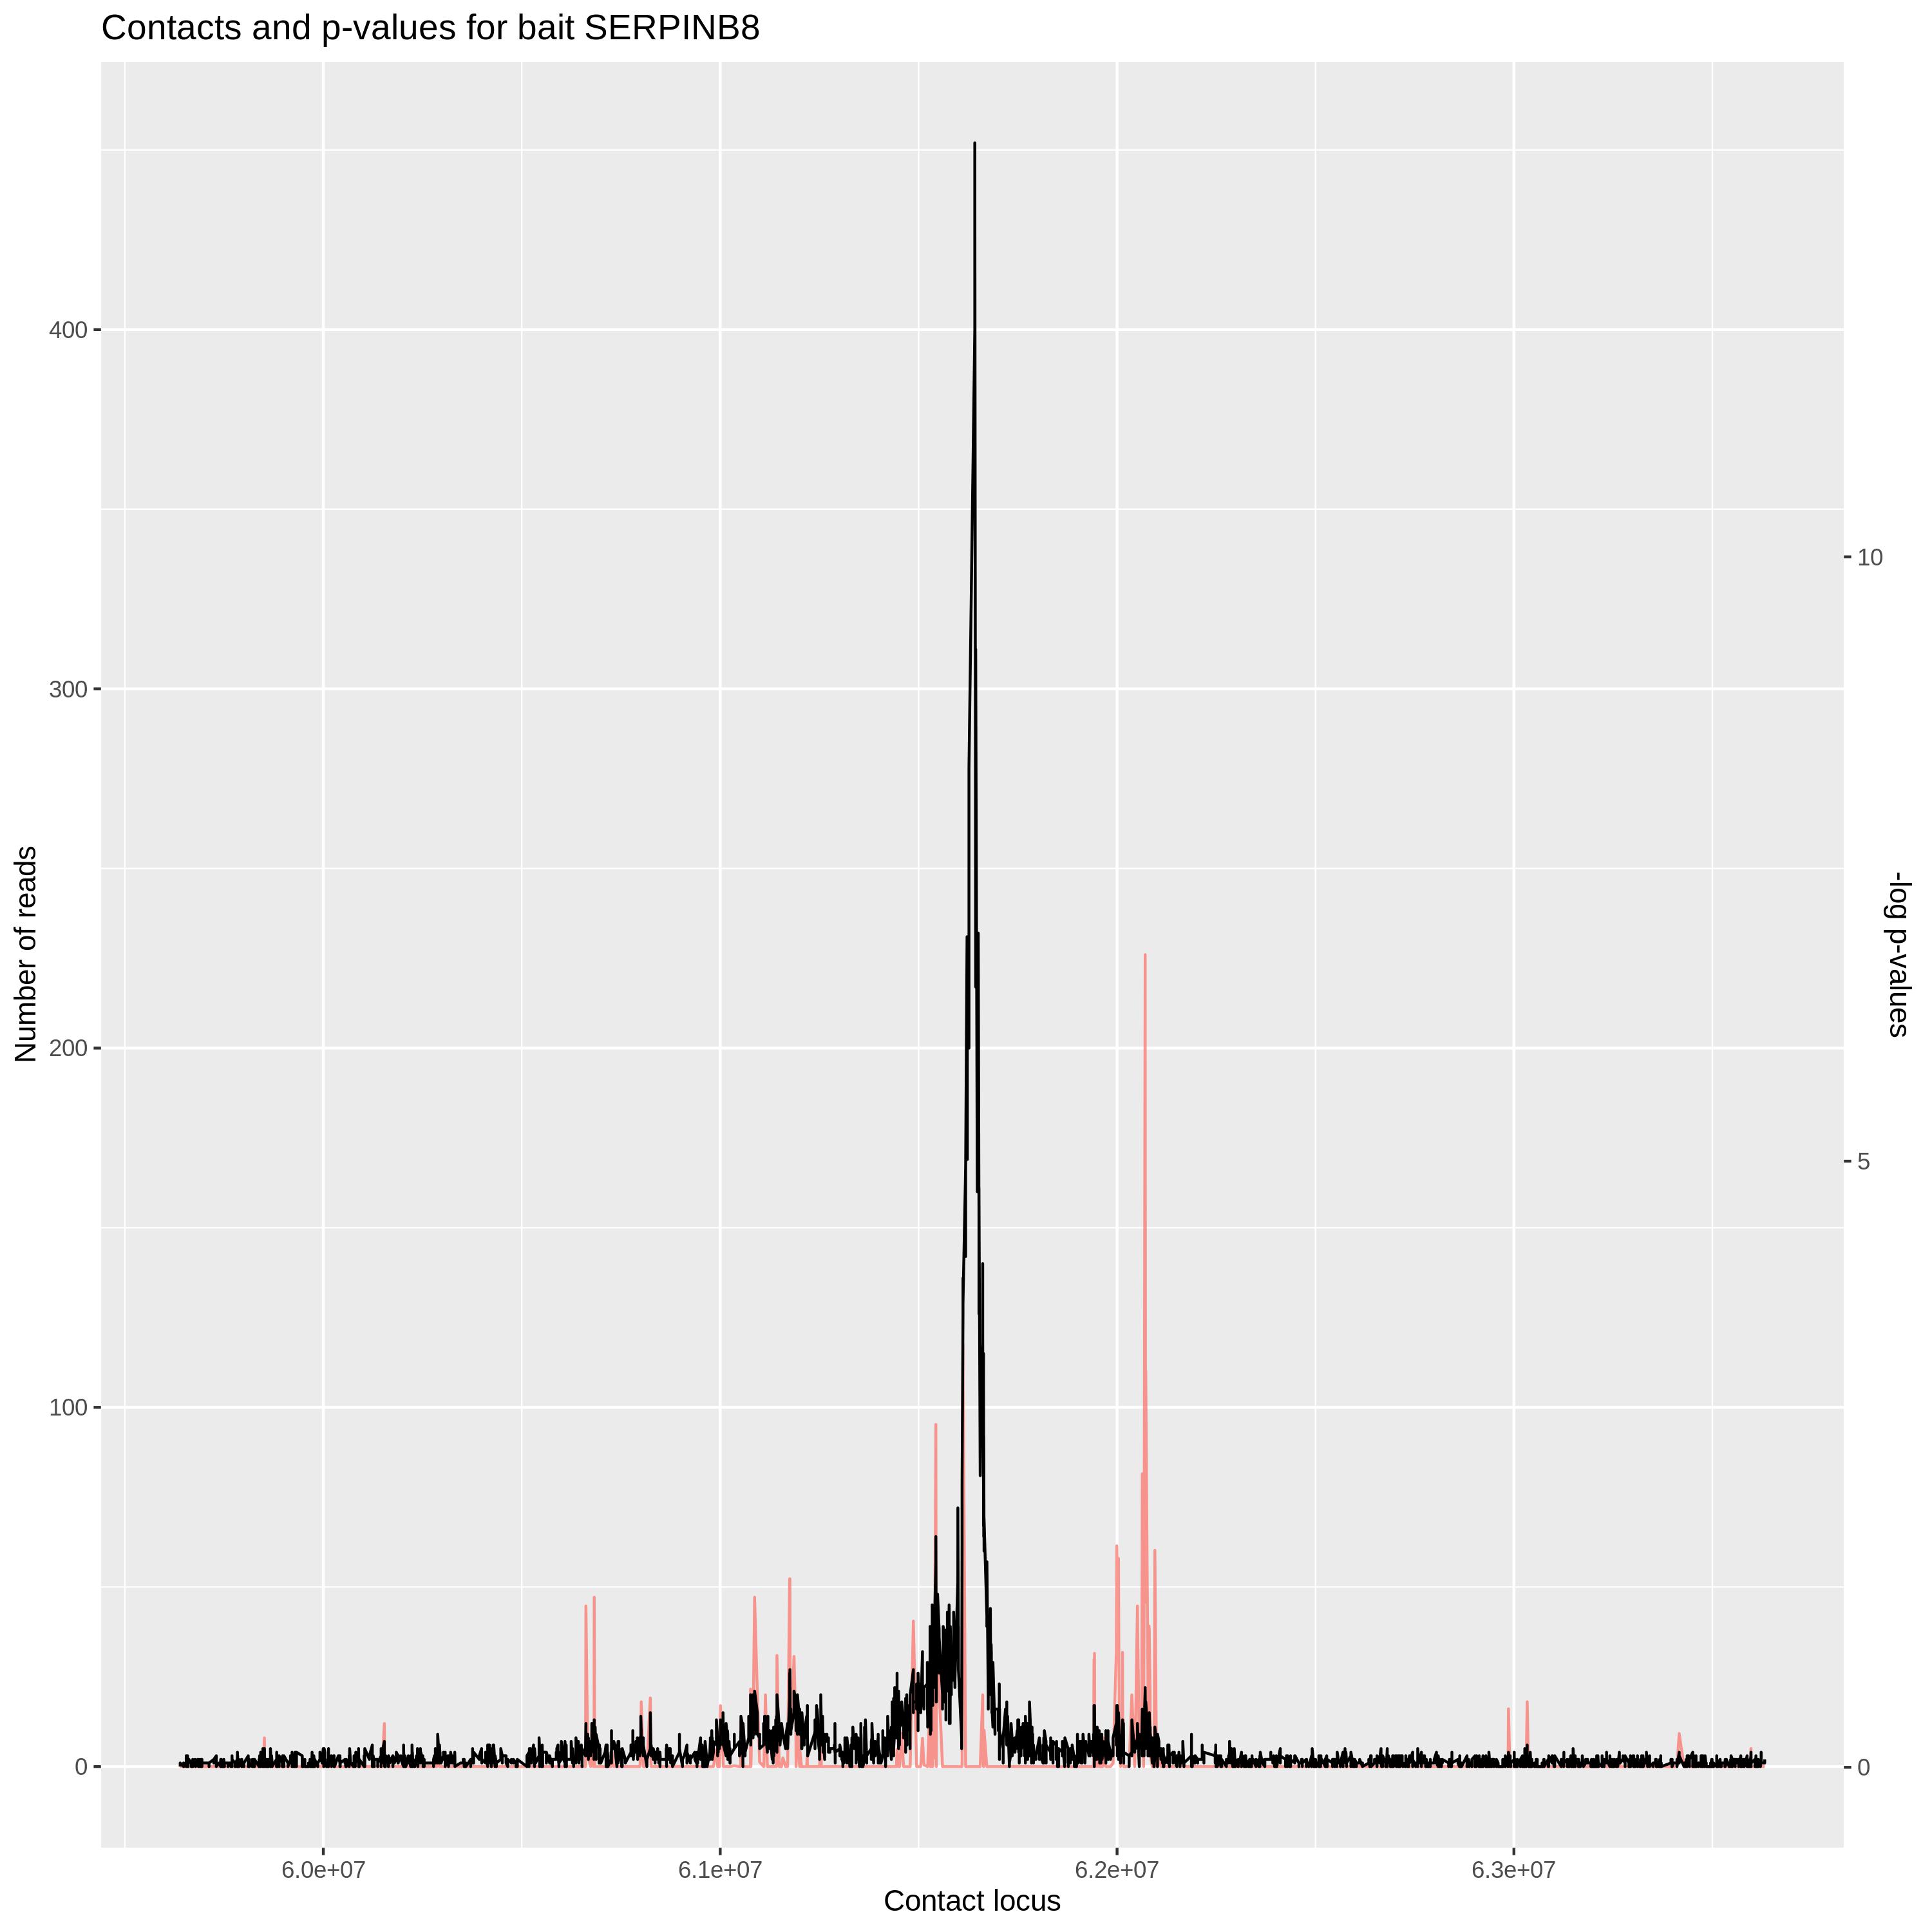 Contacts and p-values for bait SERPINB8
Number of reads
400
300
200
100
0
10
5
0
-log p-values
6.0e+07
6.1e+07
6.2e+07
6.3e+07
Contact locus